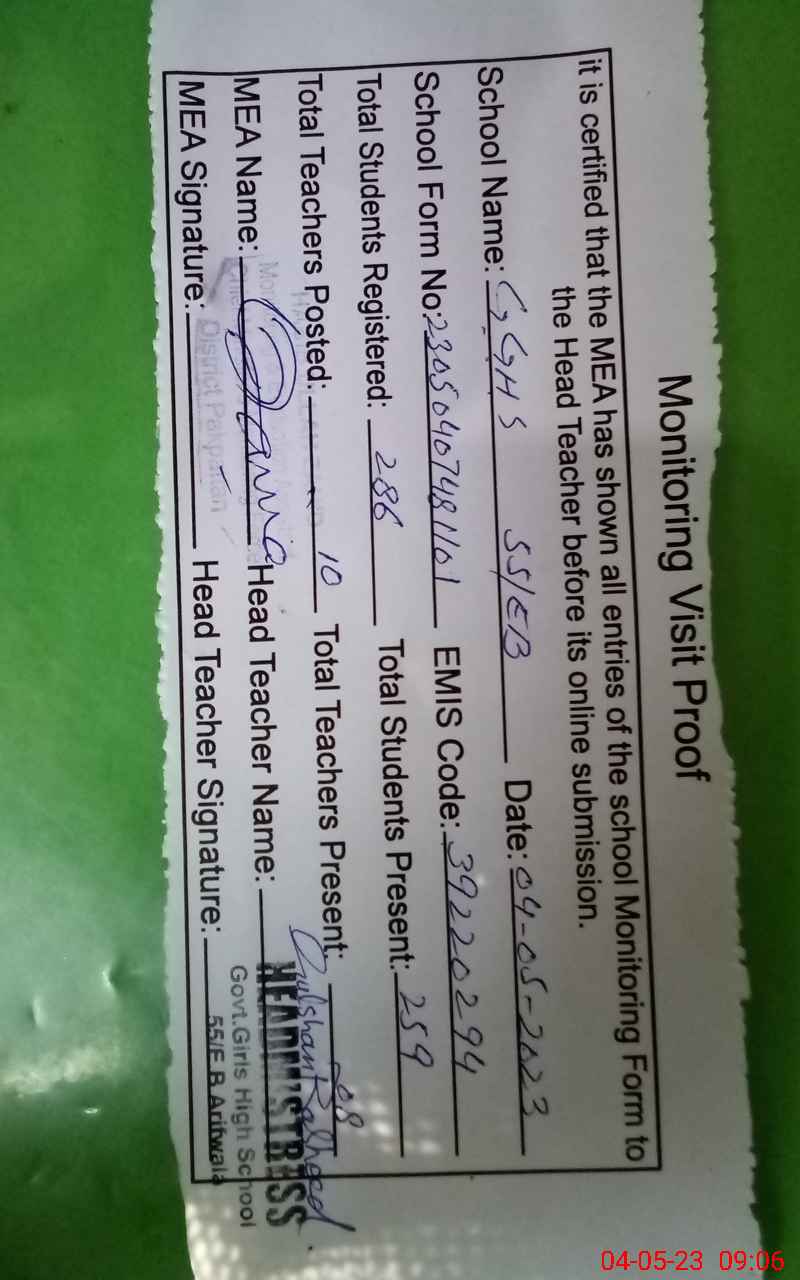 Monitoring Visit Proof
it is certified that the MEA has shown all entries of the school Monitoring Form to
the Head Teacher before its online submission.
School Name: GGHS 55/EB Date: 04-05-2023
School Form No: 23050407481101 EMIS Code: 39220294
Total Students Registered: 286 Total Students Present: 259
Total Teachers Posted: 10 Total Teachers Present: 08
MEA Name: Head Teacher Name: Gulshan Rasheed
HEADMISTRESS
MEA Signature: Head Teacher Signature:
Govt.Girls High School
55/E.B.Arifwala
District Pakpattan
04-05-23 09:06